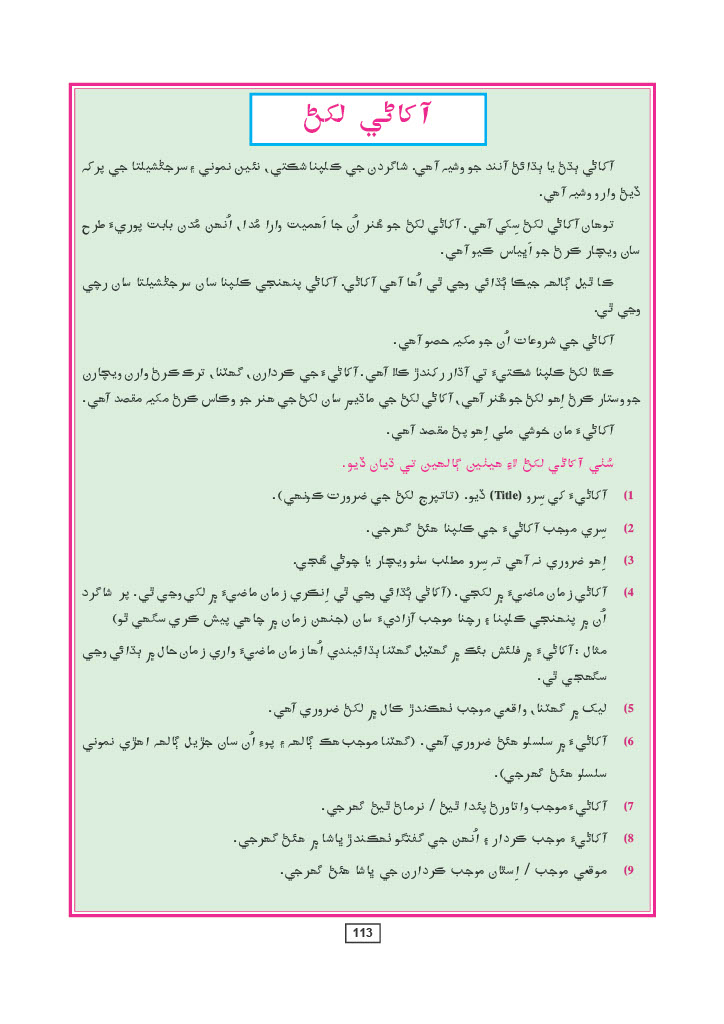 آکاڻي لکڻ
آکاڻي ٻڌڻ يا ٻڌائڻ آنند جو وشيہ آهي. شاگردن جي ڪلپنا شڪتي، نئين نموني ۽ سرجڻشيلتا جي پرک
ڏيڻ وارو وشيہ آهي.
توهان آکاڻي لکڻ سِکي آهي. آکاڻي لکڻ جو هُنر اُن جا اَهميت وارا مُدا، اُنهن مُدن بابت پوريءَ طرح
سان ويچار ڪرڻ جو اَڀياس ڪيو آهي.
ڪا ٿيل ڳالهہ جيڪا ٻُڌائي وڃي ٿي اُها آهي آکاڻي. آکاڻي پنهنجي ڪلپنا سان سرجڻشيلتا سان رچي
وڃي ٿي.
آکاڻي جي شروعات اُن جو مکيہ حصو آهي.
ڪٿا لکڻ ڪلپنا شڪتيءَ تي آڌار رکندڙ ڪلا آهي. آکاڻيءَ جي ڪردارن، گهٽنا، ترڪ ڪرڻ وارن ويچارن
جو وستار ڪرڻ اِهو لکڻ جو هُنر آهي، آکاڻي لکڻ جي ماڌيم سان لکڻ جي هنر جو وڪاس ڪرڻ مکيہ مقصد آهي.
آکاڻيءَ مان خوشي ملي اِهو پڻ مقصد آهي.
سُٺي آکاڻي لکڻ لاءِ هيٺين ڳالهين تي ڌيان ڏيو.
1) آکاڻيءَ کي سِرو (Title) ڏيو. (تاتپرج لکڻ جي ضرورت ڪونهي).
2) سِري موجب آکاڻيءَ جي ڪلپنا هئڻ گهرجي.
3) اِهو ضروري نہ آهي تہ سِرو مطلب سٺو ويچار يا چوڻي هُجي.
4) آکاڻي زمان ماضيءَ ۾ لکجي. (آکاڻي ٻُڌائي وڃي ٿي اِنڪري زمان ماضيءَ ۾ لکي وڃي ٿي. پر شاگرد
اُن ۾ پنهنجي ڪلپنا ۽ رچنا موجب آزاديءَ سان (جنهن زمان ۾ چاهي پيش ڪري سگهي ٿو)
مثال : آکاڻيءَ ۾ فلئش بئڪ ۾ گهٽيل گهٽنا ٻڌائيندي اُها زمان ماضيءَ واري زمان حال ۾ ٻڌائي وڃي
سگهجي ٿي.
5) ليک ۾ گهٽنا، واقعي موجب ٺهڪندڙ ڪال ۾ لکڻ ضروري آهي.
6) آکاڻيءَ ۾ سلسلو هئڻ ضروري آهي. (گهٽنا موجب هڪ ڳالهہ ۽ پوءِ اُن سان جڙيل ڳالهہ اهڙي نموني
سلسلو هئڻ گهرجي).
7) آکاڻيءَ موجب واتاورڻ پئدا ٿيڻ / نرماڻ ٿيڻ گهرجي.
8) آکاڻيءَ موجب ڪردار ۽ اُنهن جي گفتگو ٺهڪندڙ ڀاشا ۾ هئڻ گهرجي.
9) موقعي موجب / اِسٿان موجب ڪردارن جي ڀاشا هئڻ گهرجي.
113